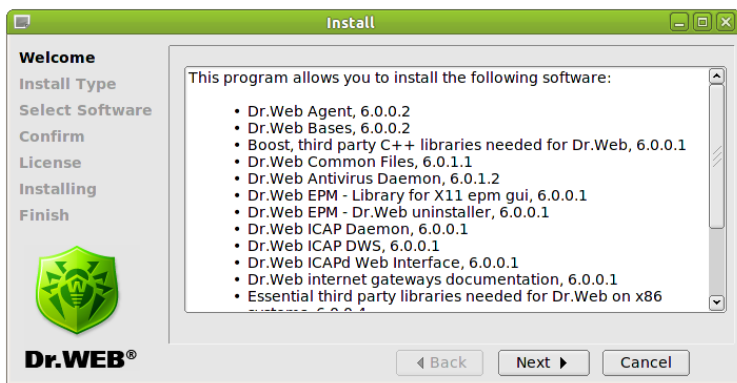 Install
Welcome
Install Type
Select Software
Confirm
License
Installing
Finish
This program allows you to install the following software:
• Dr.Web Agent, 6.0.0.2
• Dr.Web Bases, 6.0.0.2
• Boost, third party C++ libraries needed for Dr.Web, 6.0.0.1
• Dr.Web Common Files, 6.0.1.1
• Dr.Web Antivirus Daemon, 6.0.1.2
• Dr.Web EPM - Library for X11 epm gui, 6.0.0.1
• Dr.Web EPM - Dr.Web uninstaller, 6.0.0.1
• Dr.Web ICAP Daemon, 6.0.0.1
• Dr.Web ICAP DWS, 6.0.0.1
• Dr.Web ICAPd Web Interface, 6.0.0.1
• Dr.Web internet gateways documentation, 6.0.0.1
• Essential third party libraries needed for Dr.Web on x86
Dr.WEB®
Back
Next
Cancel